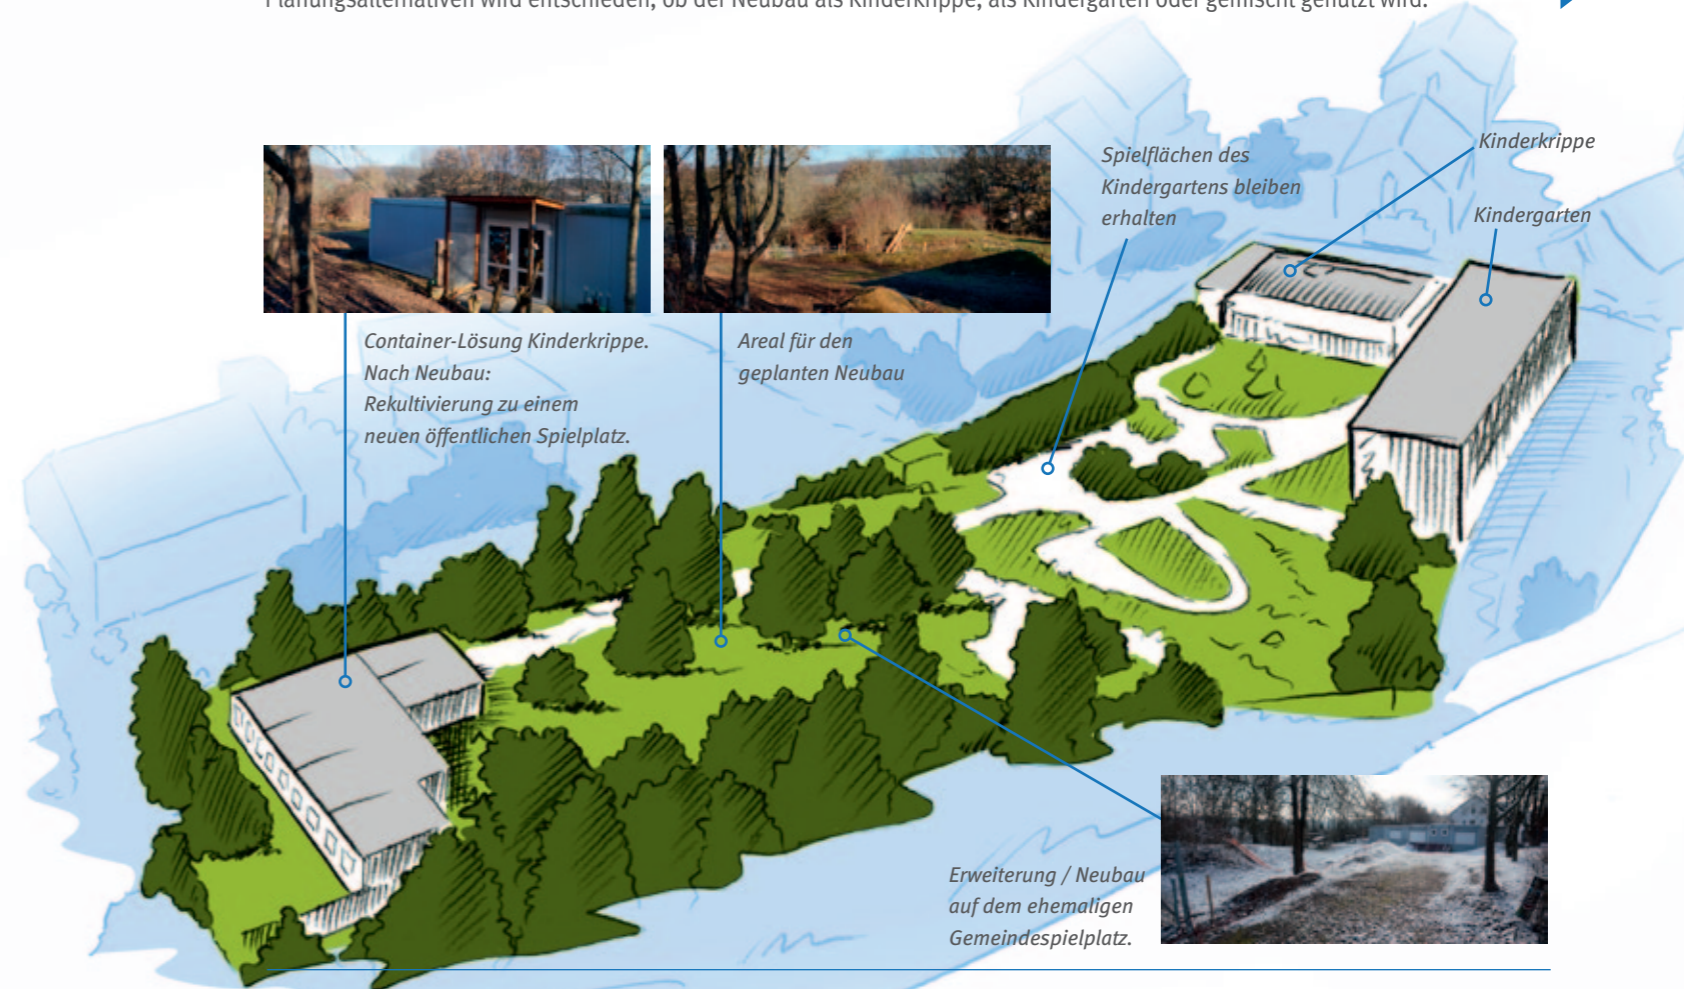 Planungsalternativen wird entschieden, ob der Neubau als Kinderkrippe, als Kindergarten oder gemischt genutzt wird.
Spielflächen des
Kindergartens bleiben
erhalten
Kinderkrippe
Kindergarten
Container-Lösung Kinderkrippe.
Nach Neubau:
Rekultivierung zu einem
neuen öffentlichen Spielplatz.
Areal für den
geplanten Neubau
Erweiterung / Neubau
auf dem ehemaligen
Gemeindespielplatz.